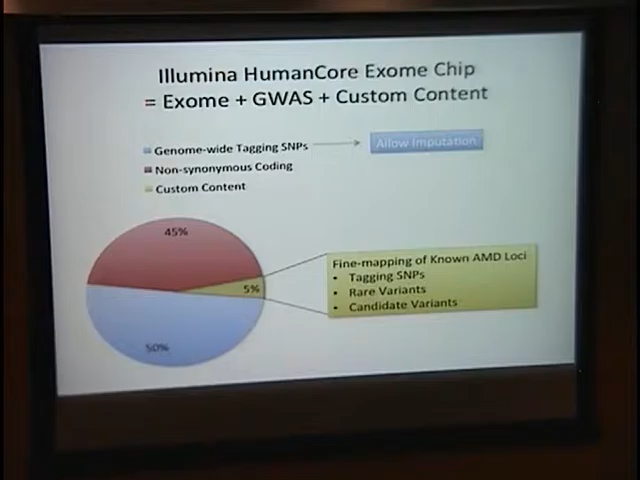 Illumina HumanCore Exome Chip
= Exome + GWAS + Custom Content
Genome-wide Tagging SNPs
Allow Imputation
Non-synonymous Coding
Custom Content
45%
5%
50%
Fine-mapping of Known AMD Loci
• Tagging SNPs
• Rare Variants
• Candidate Variants